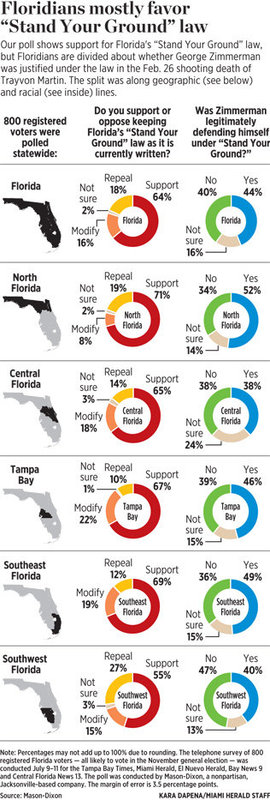 Floridians mostly favor
“Stand Your Ground” law
Our poll shows support for Florida’s “Stand Your Ground” law,
but Floridians are divided about whether George Zimmerman
was justified under the law in the Feb. 26 shooting death of
Trayvon Martin. The split was along geographic (see below)
and racial (see inside) lines.
800 registered
voters were
polled
statewide:
Do you support or
oppose keeping
Florida’s “Stand Your
Ground” law as it is
currently written?
Was Zimmerman
legitimately
defending himself
under “Stand Your
Ground?”
Florida
Repeal
18%
Support
64%
Not
sure
2%
Modify
16%
Florida
No
40%
Yes
44%
Not
sure
16%
Florida
North
Florida
Repeal
19%
Support
71%
Not
sure
2%
Modify
8%
North
Florida
No
34%
Yes
52%
Not
sure
14%
North
Florida
Central
Florida
Repeal
14%
Support
65%
Not
sure
3%
Modify
18%
Central
Florida
No
38%
Yes
38%
Not
sure
24%
Central
Florida
Tampa
Bay
Repeal
10%
Support
67%
Not
sure
1%
Modify
22%
Tampa
Bay
No
39%
Yes
46%
Not
sure
15%
Tampa
Bay
Southeast
Florida
Repeal
12%
Support
69%
Modify
19%
Southeast
Florida
No
36%
Yes
49%
Not
sure
15%
Southeast
Florida
Southwest
Florida
Repeal
27%
Support
55%
Not
sure
3%
Modify
15%
Southwest
Florida
No
47%
Yes
40%
Not
sure
13%
Southwest
Florida
Note: Percentages may not add up to 100% due to rounding. The telephone survey of 800
registered Florida voters — all likely to vote in the November general election — was
conducted July 9-11 for the Tampa Bay Times, Miami Herald, El Nuevo Herald, Bay News 9
and Central Florida News 13. The poll was conducted by Mason-Dixon, a nonpartisan,
Jacksonville-based company. The margin of error is 3.5 percentage points.
Source: Mason-Dixon
KARA DAPENA/MIAMI HERALD STAFF